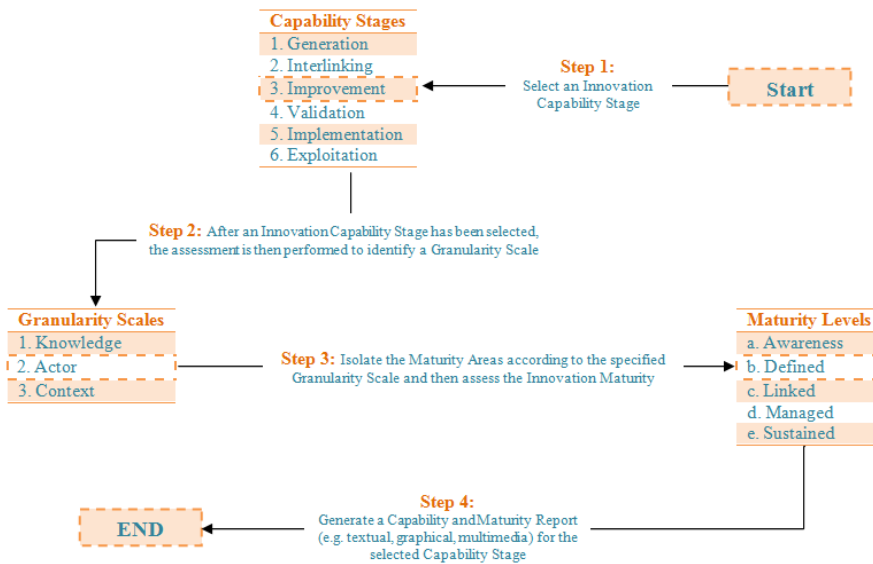 Capability Stages
1. Generation
2. Interlinking
3. Improvement
4. Validation
5. Implementation
6. Exploitation
Step 1:
Select an Innovation
Capability Stage
Start
Step 2: After an Innovation Capability Stage has been selected,
the assessment is then performed to identify a Granularity Scale
Granularity Scales
1. Knowledge
2. Actor
3. Context
Step 3: Isolate the Maturity Areas according to the specified
Granularity Scale and then assess the Innovation Maturity
Maturity Levels
a. Awareness
b. Defined
c. Linked
d. Managed
e. Sustained
Step 4:
Generate a Capability and Maturity Report
(e.g. textual, graphical, multimedia) for the
selected Capability Stage
END